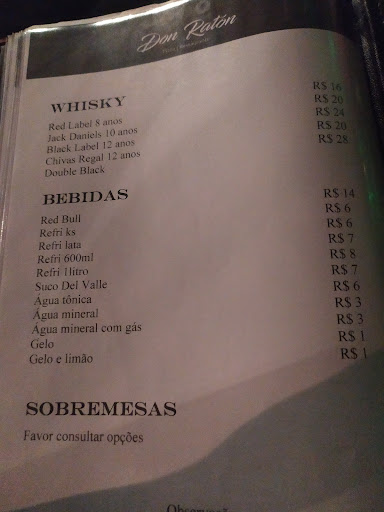 Don Ratón
WHISKY
Red Label 8 anos R$ 16
Jack Daniels 10 anos R$ 20
Black Label 12 anos R$ 24
Chivas Regal 12 anos R$ 20
Double Black R$ 28
BEBIDAS
Red Bull R$ 14
Refri ks R$ 6
Refri lata R$ 6
Refri 600ml R$ 7
Refri 1litro R$ 8
Suco Del Valle R$ 7
Água tônica R$ 6
Água mineral R$ 3
Água mineral com gás R$ 3
Gelo R$ 1
Gelo e limão R$ 1
SOBREMESAS
Favor consultar opções